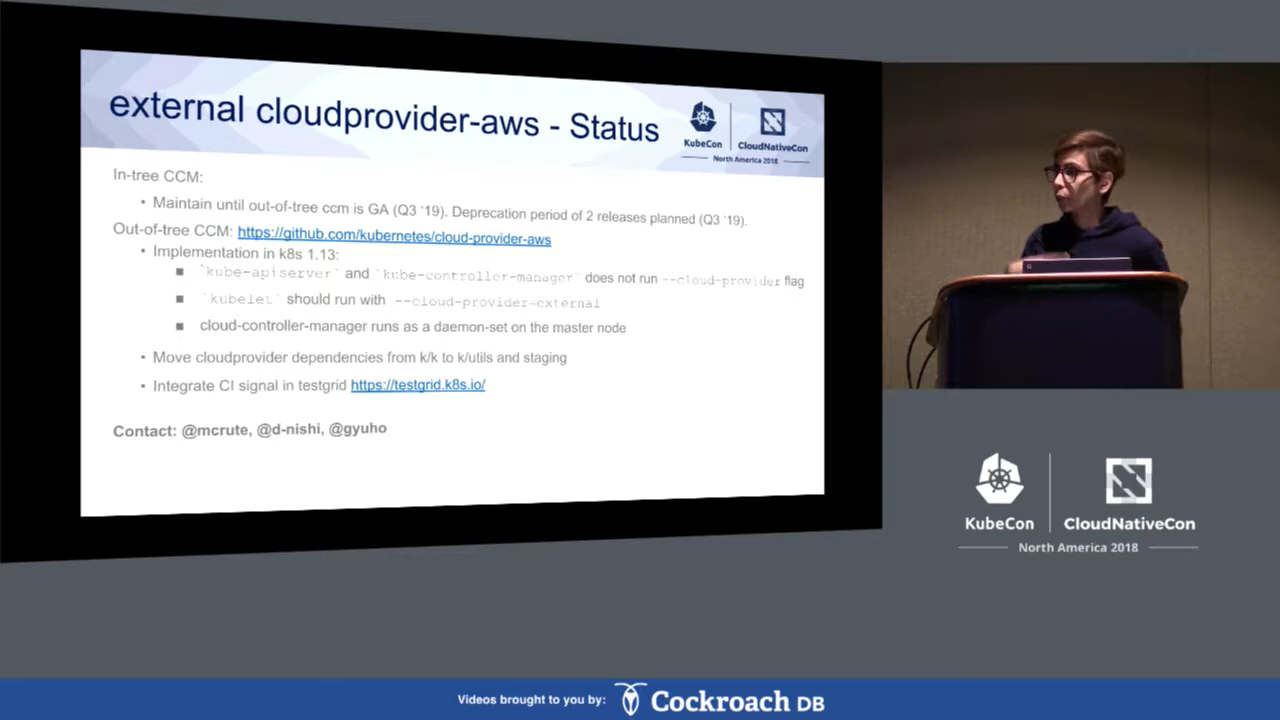 external cloudprovider-aws - Status
KubeCon
CloudNativeCon
North America 2018
In-tree CCM:
• Maintain until out-of-tree ccm is GA (Q3 ‘19). Deprecation period of 2 releases planned (Q3 ‘19).
Out-of-tree CCM: https://github.com/kubernetes/cloud-provider-aws
• Implementation in k8s 1.13:
■ `kube-apiserver` and `kube-controller-manager` does not run --cloud-provider flag
■ `kubelet` should run with --cloud-provider-external
■ cloud-controller-manager runs as a daemon-set on the master node
• Move cloudprovider dependencies from k/k to k/utils and staging
• Integrate CI signal in testgrid https://testgrid.k8s.io/
Contact: @mcrute, @d-nishi, @gyuho
KubeCon
CloudNativeCon
North America 2018
Videos brought to you by: Cockroach DB